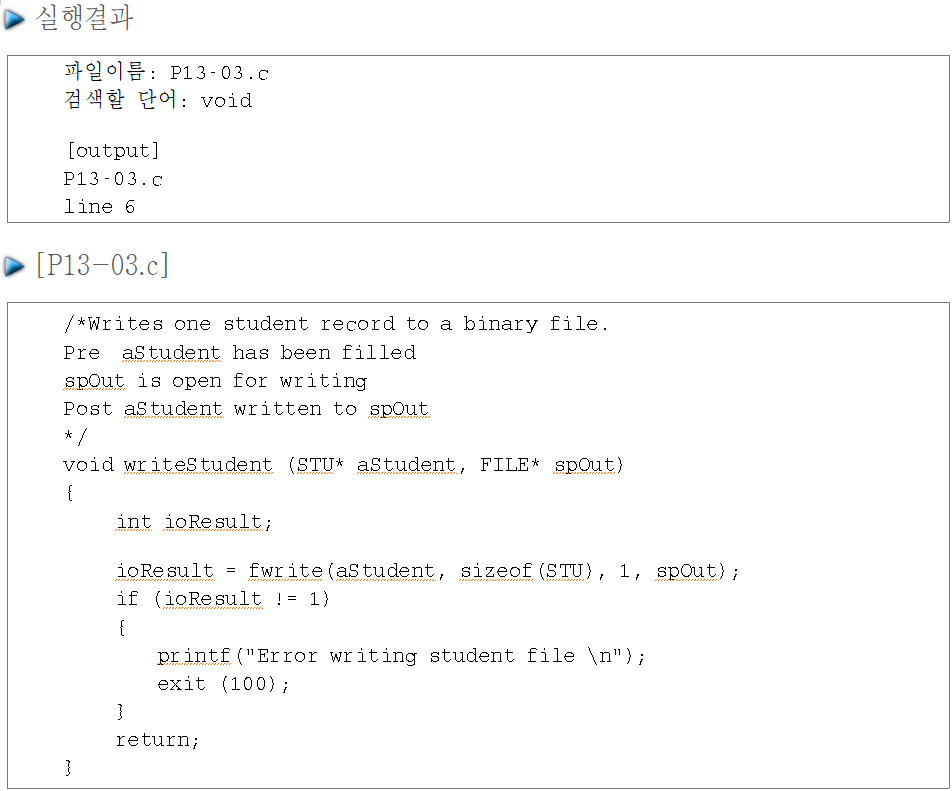 실행결과
파일이름: P13-03.c
검색할 단어: void
[output]
P13-03.c
line 6
[P13-03.c]
/*Writes one student record to a binary file.
Pre  aStudent has been filled
spOut is open for writing
Post aStudent written to spOut
*/
void writeStudent (STU* aStudent, FILE* spOut)
{
int ioResult;
ioResult = fwrite(aStudent, sizeof(STU), 1, spOut);
if (ioResult != 1)
{
printf("Error writing student file \n");
exit (100);
}
return;
}